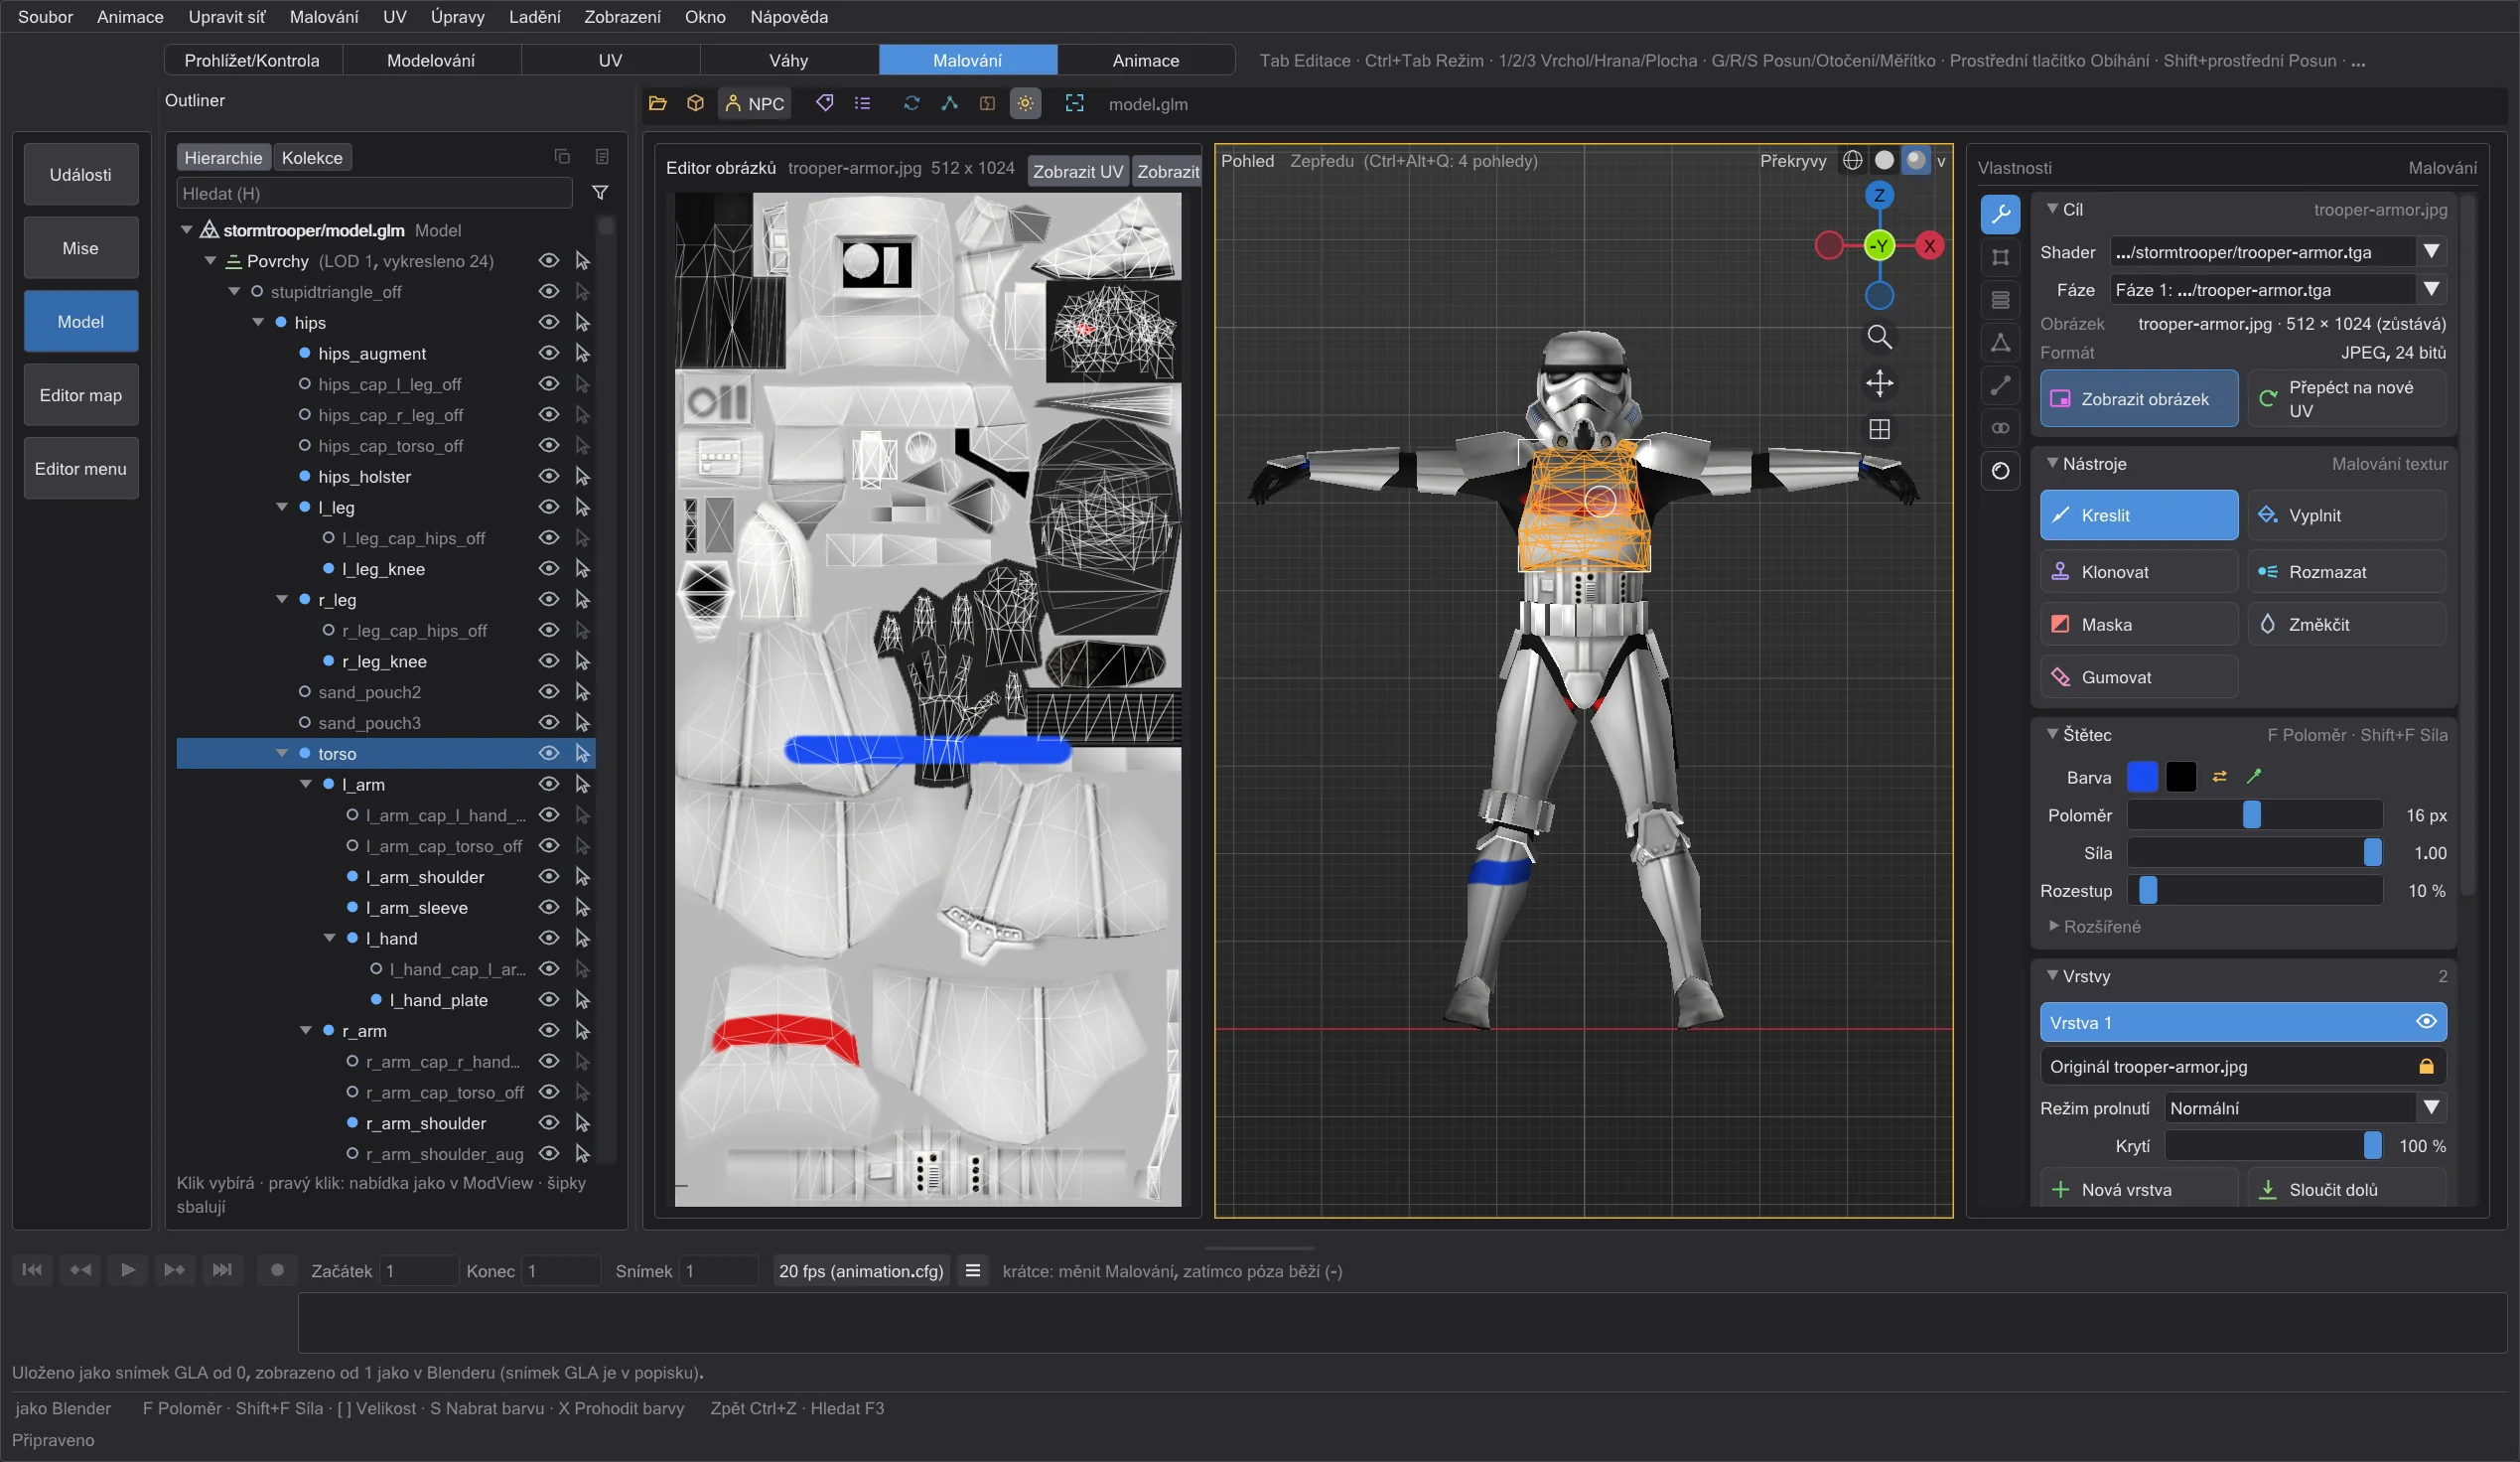 Soubor Animace Upravit síť Malování UV Úpravy Ladění Zobrazení Okno Nápověda
Prohlížet/Kontrola Modelování UV Váhy Malování Animace Tab Editace · Ctrl+Tab Režim · 1/2/3 Vrchol/Hrana/Plocha · G/R/S Posun/Otočení/Měřítko · Prostřední tlačítko Obíhání · Shift+prostřední Posun · ...
Outliner
NPC model.glm
Události
Mise
Model
Editor map
Editor menu
Hierarchie Kolekce
Hledat (H)
stormtrooper/model.glm Model
Povrchy (LOD 1, vykresleno 24)
stupidtriangle_off
hips
hips_augment
hips_cap_l_leg_off
hips_cap_r_leg_off
hips_cap_torso_off
hips_holster
l_leg
l_leg_cap_hips_off
l_leg_knee
r_leg
r_leg_cap_hips_off
r_leg_knee
sand_pouch2
sand_pouch3
torso
l_arm
l_arm_cap_l_hand_...
l_arm_cap_torso_off
l_arm_shoulder
l_arm_sleeve
l_hand
l_hand_cap_l_ar...
l_hand_plate
r_arm
r_arm_cap_r_hand...
r_arm_cap_torso_off
r_arm_shoulder
r_arm_shoulder_aug
Klik vybírá · pravý klik: nabídka jako v ModView · šipky
sbalují
Editor obrázků trooper-armor.jpg 512 x 1024 Zobrazit UV Zobrazit
Pohled Zepředu (Ctrl+Alt+Q: 4 pohledy) Překryvy v
Z
-Y X
Vlastnosti Malování
Cíl trooper-armor.jpg
Shader .../stormtrooper/trooper-armor.tga
Fáze Fáze 1: .../trooper-armor.tga
Obrázek trooper-armor.jpg · 512 × 1024 (zůstává)
Formát JPEG, 24 bitů
Zobrazit obrázek Přepéct na nové
UV
Nástroje Malování textur
Kreslit Vyplnit
Klonovat Rozmazat
Maska Změkčit
Gumovat
Štětec F Poloměr · Shift+F Síla
Barva
Poloměr 16 px
Síla 1.00
Rozestup 10 %
Rozšířené
Vrstvy 2
Vrstva 1
Originál trooper-armor.jpg
Režim prolnutí Normální
Krytí 100 %
Nová vrstva Sloučit dolů
Začátek 1 Konec 1 Snímek 1 20 fps (animation.cfg) krátce: měnit Malování, zatímco póza běží (-)
Uloženo jako snímek GLA od 0, zobrazeno od 1 jako v Blenderu (snímek GLA je v popisku).
jako Blender F Poloměr · Shift+F Síla · [ ] Velikost · S Nabrat barvu · X Prohodit barvy Zpět Ctrl+Z · Hledat F3
Připraveno